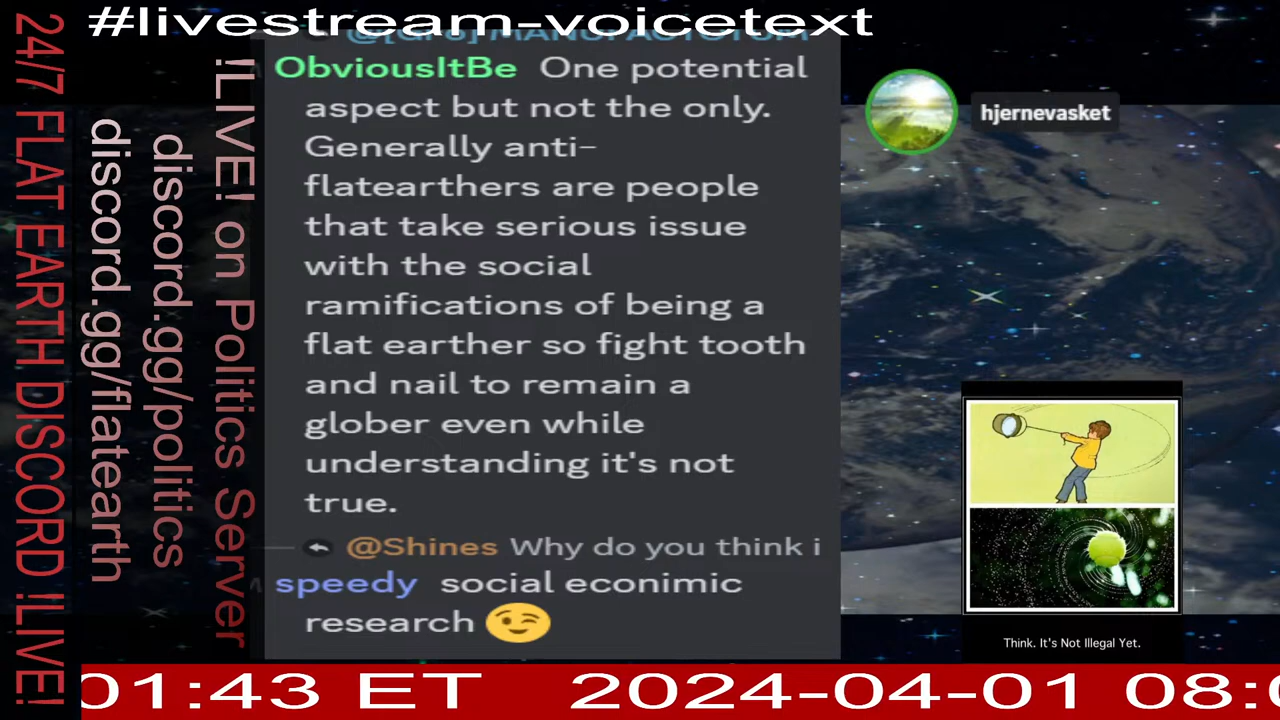 #livestream-voicetext
24/7 FLAT EARTH DISCORD !LIVE!
discord.gg/flatearth
discord.gg/politics
!LIVE! on Politics Server
ObviousItBe One potential
aspect but not the only.
Generally anti-
flatearthers are people
that take serious issue
with the social
ramifications of being a
flat earther so fight tooth
and nail to remain a
glober even while
understanding it's not
true.
@Shines Why do you think i
speedy social econimic
research 😉
hjernevasket
Think. It's Not Illegal Yet.
01:43 ET 2024-04-01 08:0